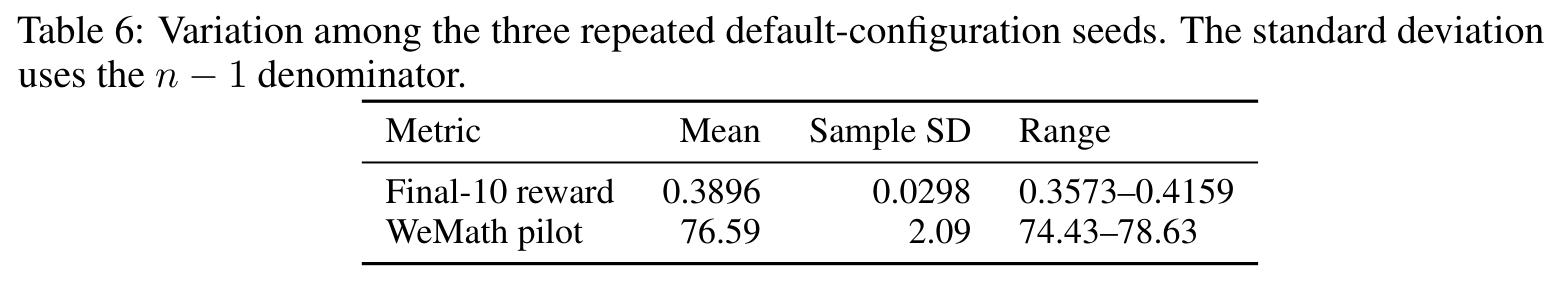 Table 6: Variation among the three repeated default-configuration seeds. The standard deviation
uses the n − 1 denominator.
Metric Mean Sample SD Range
Final-10 reward 0.3896 0.0298 0.3573–0.4159
WeMath pilot 76.59 2.09 74.43–78.63